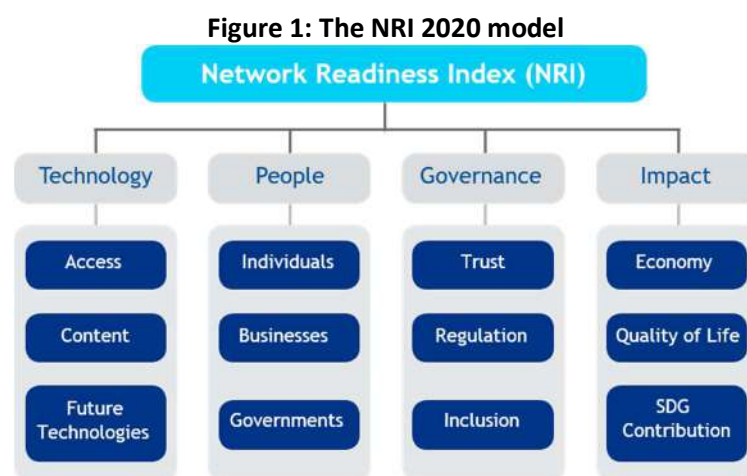 Figure 1: The NRI 2020 model
Network Readiness Index (NRI)
Technology
People
Governance
Impact
Access
Individuals
Trust
Economy
Content
Businesses
Regulation
Quality of Life
Future
Technologies
Governments
Inclusion
SDG
Contribution